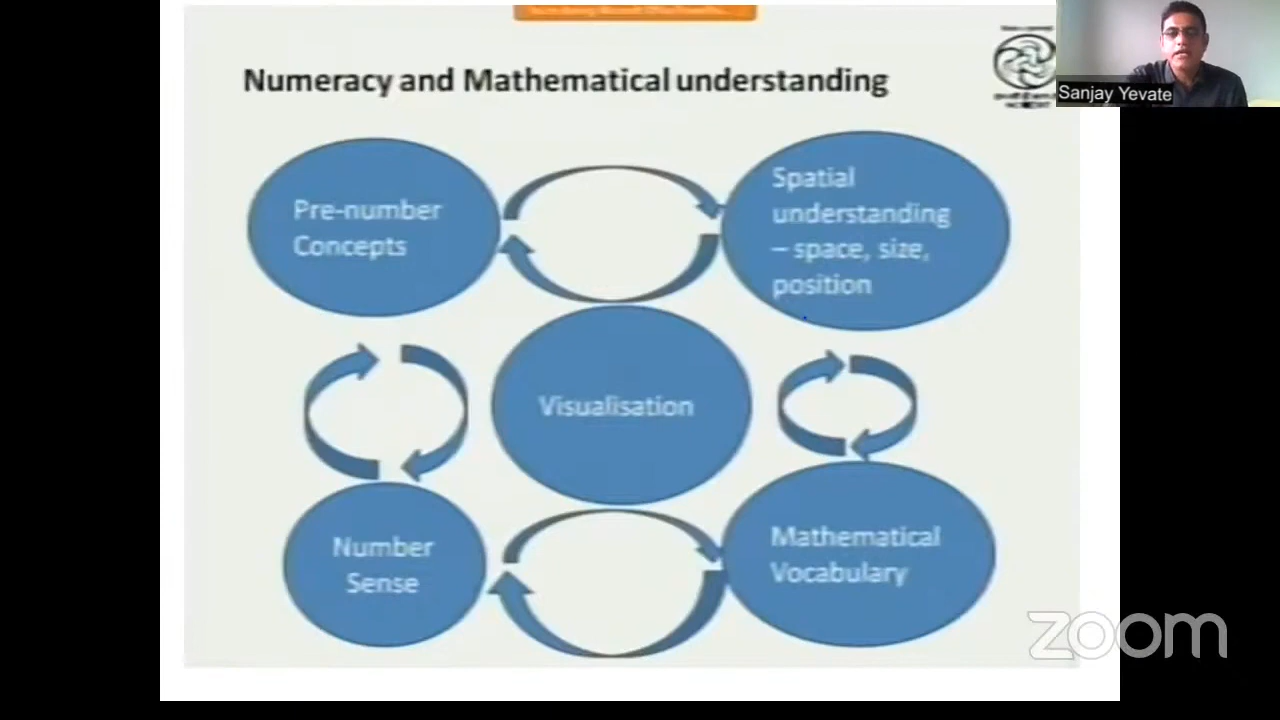 Numeracy and Mathematical understanding
Sanjay Yevate
Pre-number
Concepts
Spatial
understanding
– space, size,
position
Visualisation
Number
Sense
Mathematical
Vocabulary
zoom